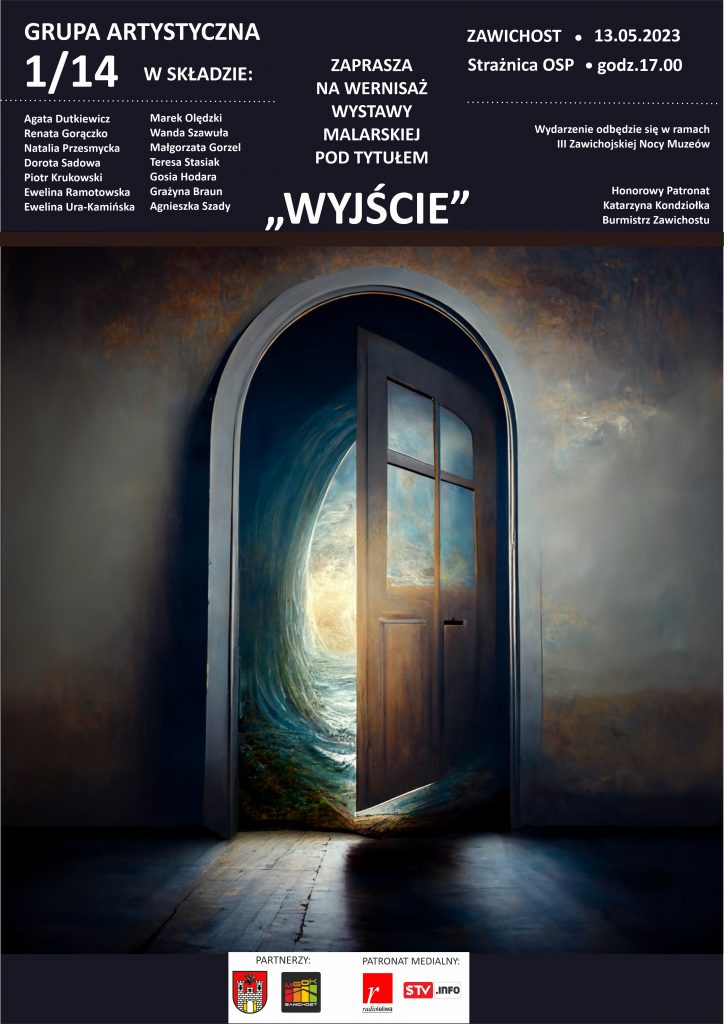 GRUPA ARTYSTYCZNA
1/14 W SKŁADZIE:
Agata Dutkiewicz
Renata Gorączko
Natalia Przesmycka
Dorota Sadowa
Piotr Krukowski
Ewelina Ramotowska
Ewelina Ura-Kamińska
Marek Olędzki
Wanda Szawuła
Małgorzata Gorzel
Teresa Stasiak
Gosia Hodara
Grażyna Braun
Agnieszka Szady
ZAPRASZA
NA WERNISAŻ
WYSTAWY
MALARSKIEJ
POD TYTUŁEM
„WYJŚCIE”
ZAWICHOST • 13.05.2023
Strażnica OSP • godz.17.00
Wydarzenie odbędzie się w ramach
III Zawichojskiej Nocy Muzeów
Honorowy Patronat
Katarzyna Kondziołka
Burmistrz Zawichostu
PARTNERZY:
MGOK
ZAWICHOST
PATRONAT MEDIALNY:
r
radioleliwa
STV.INFO